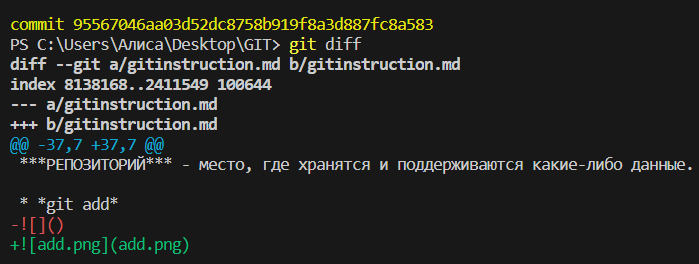 commit 95567046aa03d52dc8758b919f8a3d887fc8a583
PS C:\Users\Алиса\Desktop\GIT> git diff
diff --git a/gitinstruction.md b/gitinstruction.md
index 8138168..2411549 100644
--- a/gitinstruction.md
+++ b/gitinstruction.md
@@ -37,7 +37,7 @@
 ***РЕПОЗИТОРИЙ*** - место, где хранятся и поддерживаются какие-либо данные.
 * *git add*
-![]()
+![add.png](add.png)